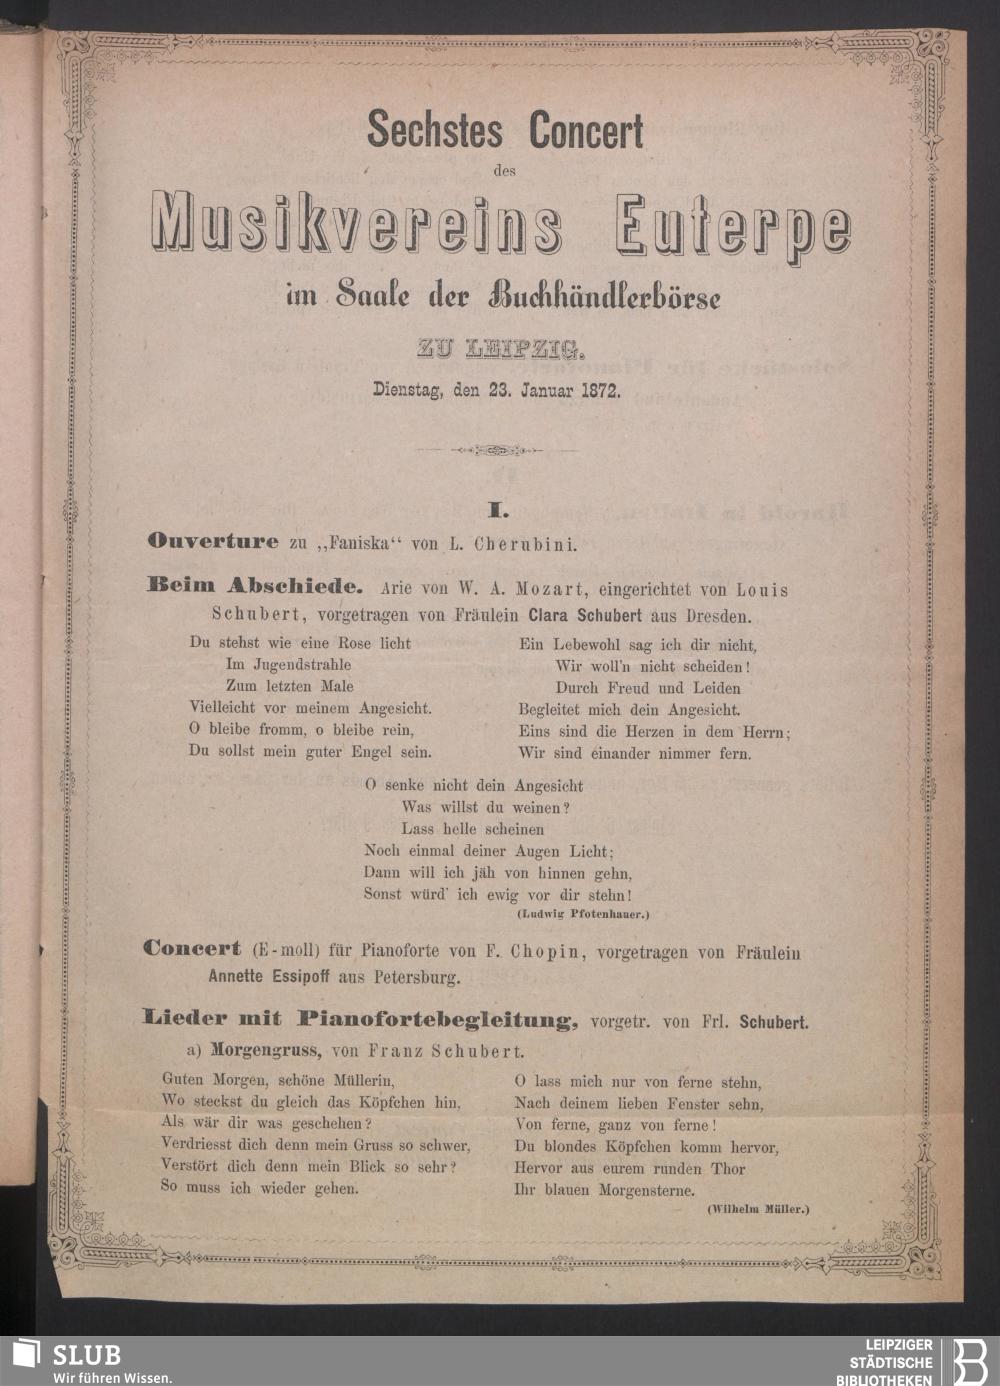 Sechstes Concert
des
Musikvereins Euterpe
im Saale der Buchhändlerbörse
ZU LEIPZIG.
Dienstag, den 23. Januar 1872.
I.
Ouverture zu „Faniska“ von L. Cherubini.
Beim Abschiede. Arie von W. A. Mozart, eingerichtet von Louis
Schubert, vorgetragen von Fräulein Clara Schubert aus Dresden.
Du stehst wie eine Rose licht
Im Jugendstrahle
Zum letzten Male
Vielleicht vor meinem Angesicht.
O bleibe fromm, o bleibe rein,
Du sollst mein guter Engel sein.
Ein Lebewohl sag ich dir nicht,
Wir woll'n nicht scheiden!
Durch Freud und Leiden
Begleitet mich dein Angesicht.
Eins sind die Herzen in dem Herrn;
Wir sind einander nimmer fern.
O senke nicht dein Angesicht
Was willst du weinen?
Lass helle scheinen
Noch einmal deiner Augen Licht;
Dann will ich jäh von hinnen gehn,
Sonst würd' ich ewig vor dir stehn!
(Ludwig Pfotenhauer.)
Concert (E-moll) für Pianoforte von F. Chopin, vorgetragen von Fräulein
Annette Essipoff aus Petersburg.
Lieder mit Pianofortebegleitung, vorgetr. von Frl. Schubert.
a) Morgengruss, von Franz Schubert.
Guten Morgen, schöne Müllerin,
Wo steckst du gleich das Köpfchen hin,
Als wär dir was geschehen?
Verdriesst dich denn mein Gruss so schwer,
Verstört dich denn mein Blick so sehr?
So muss ich wieder gehen.
O lass mich nur von ferne stehn,
Nach deinem lieben Fenster sehn,
Von ferne, ganz von ferne!
Du blondes Köpfchen komm hervor,
Hervor aus eurem runden Thor
Ihr blauen Morgensterne.
(Wilhelm Müller.)
SLUB
Wir führen Wissen.
LEIPZIGER
STÄDTISCHE
BIBLIOTHEKEN